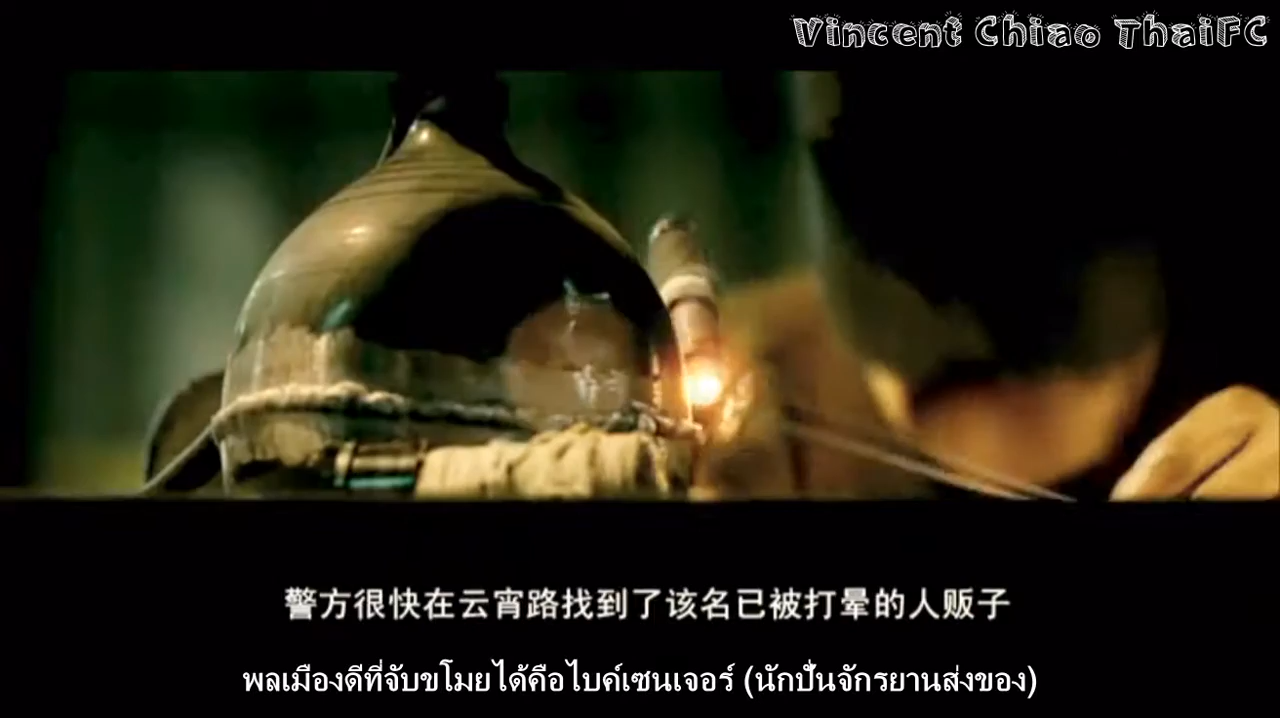 Vincent Chiao ThaiFC
警方很快在云宵路找到了该名已被打晕的人贩子
พลเมืองดีที่จับขโมยได้คือไบค์เซนเจอร์ (นักปั่นจักรยานส่งของ)